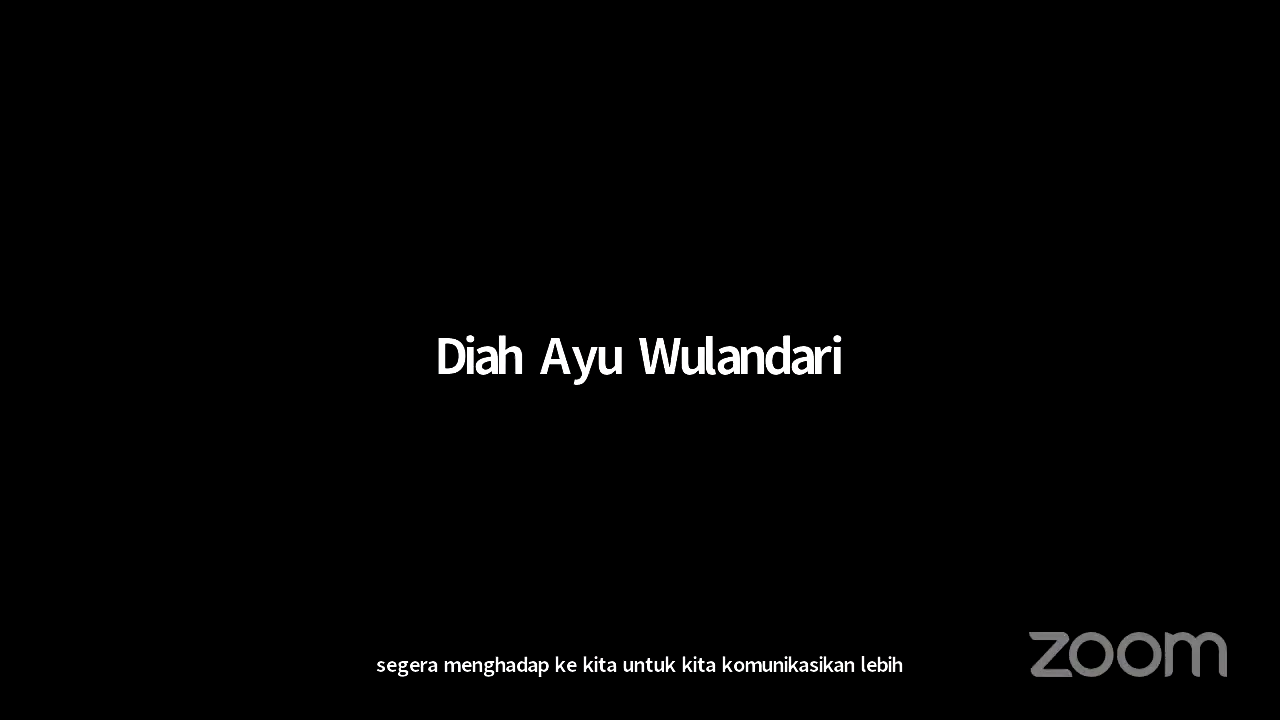 Diah Ayu Wulandari
segera menghadap ke kita untuk kita komunikasikan lebih
zoom